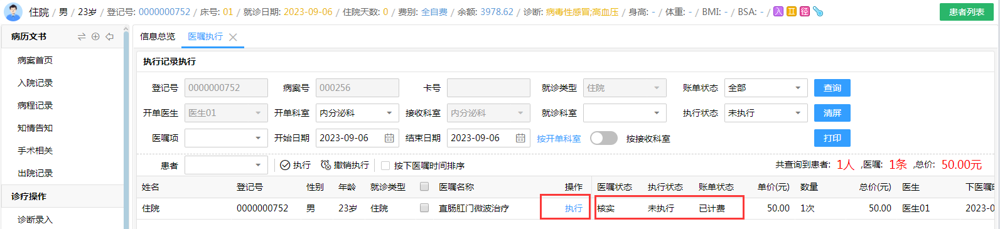 住院 / 男 / 23岁 / 登记号: 0000000752 / 床号: 01 / 就诊日期: 2023-09-06 / 住院天数: 0 / 费别: 全自费 / 余额: 3978.62 / 诊断: 病毒性感冒;高血压 / 身高: - / 体重: - / BMI: - / BSA: - / 入 径
患者列表
病历文书
病案首页
入院记录
病程记录
知情告知
手术相关
出院记录
诊疗操作
诊断录入
信息总览 医嘱执行
执行记录执行
登记号 0000000752 病案号 000256 卡号 就诊类型 住院 账单状态 全部 查询
开单医生 医生01 开单科室 内分泌科 接收科室 内分泌科 就诊科室 执行状态 未执行 清屏
医嘱项 开始日期 2023-09-06 结束日期 2023-09-06 按开单科室 按接收科室 打印
患者 执行 撤销执行 按下医嘱时间排序 共查询到患者: 1人 ,医嘱: 1条 ,总价: 50.00元
姓名 登记号 性别 年龄 就诊类型 医嘱名称 操作 医嘱状态 执行状态 账单状态 单价(元) 数量 总价(元) 医生 下医嘱
住院 0000000752 男 23岁 住院 直肠肛门微波治疗 执行 核实 未执行 已计费 50.00 1次 50.00 医生01 2023-0